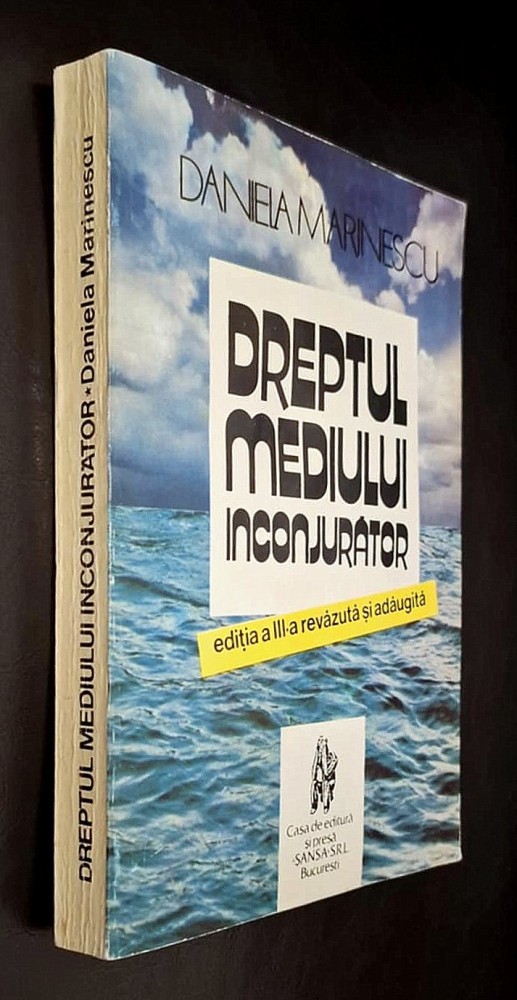 DREPTUL MEDIULUI INCONJURĂTOR * Daniela Marinescu
DANIELA MARINESCU
DREPTUL
MEDIULUI
INCONJURĂTOR
ediția a III-a revăzută și adăugită
Casa de editură
și presă
"ȘANSA" S.R.L.
București